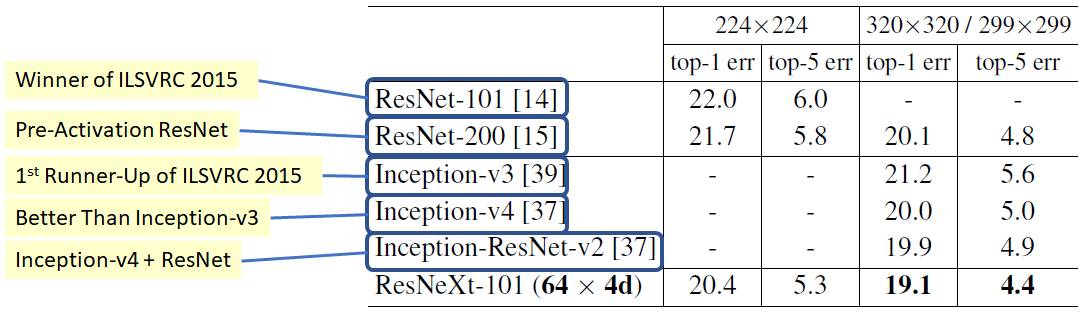 224×224 320×320 / 299×299
top-1 err top-5 err top-1 err top-5 err
Winner of ILSVRC 2015
ResNet-101 [14] 22.0 6.0 - -
Pre-Activation ResNet
ResNet-200 [15] 21.7 5.8 20.1 4.8
1st Runner-Up of ILSVRC 2015
Inception-v3 [39] - - 21.2 5.6
Better Than Inception-v3
Inception-v4 [37] - - 20.0 5.0
Inception-v4 + ResNet
Inception-ResNet-v2 [37] - - 19.9 4.9
ResNeXt-101 (64 × 4d) 20.4 5.3 19.1 4.4